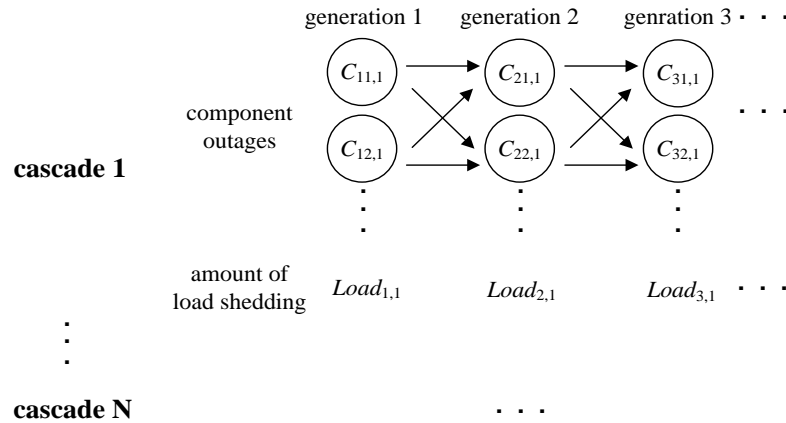 generation 1 generation 2 genration 3 . . .
C11,1 C21,1 C31,1
component outages . . .
cascade 1
C12,1 C22,1 C32,1
amount of load shedding
Load1,1 Load2,1 Load3,1 . . .
cascade N . . .